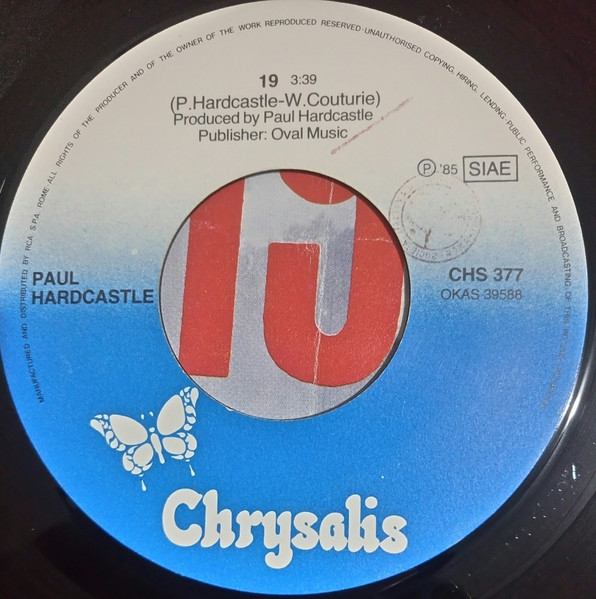 MANUFACTURED AND DISTRIBUTED BY RCA S.P.A. ROME·ALL RIGHTS OF THE PRODUCER AND OF THE OWNER OF THE WORK REPRODUCED RESERVED·UNAUTHORISED COPYING, HIRING, LENDING·PUBLIC PERFORMANCE AND BROADCASTING OF THIS
19 3:39
(P.Hardcastle-W.Couturie)
Produced by Paul Hardcastle
Publisher: Oval Music
Ⓟ '85 SIAE
PAUL
HARDCASTLE
CHS 377
OKAS 39588
Chrysalis